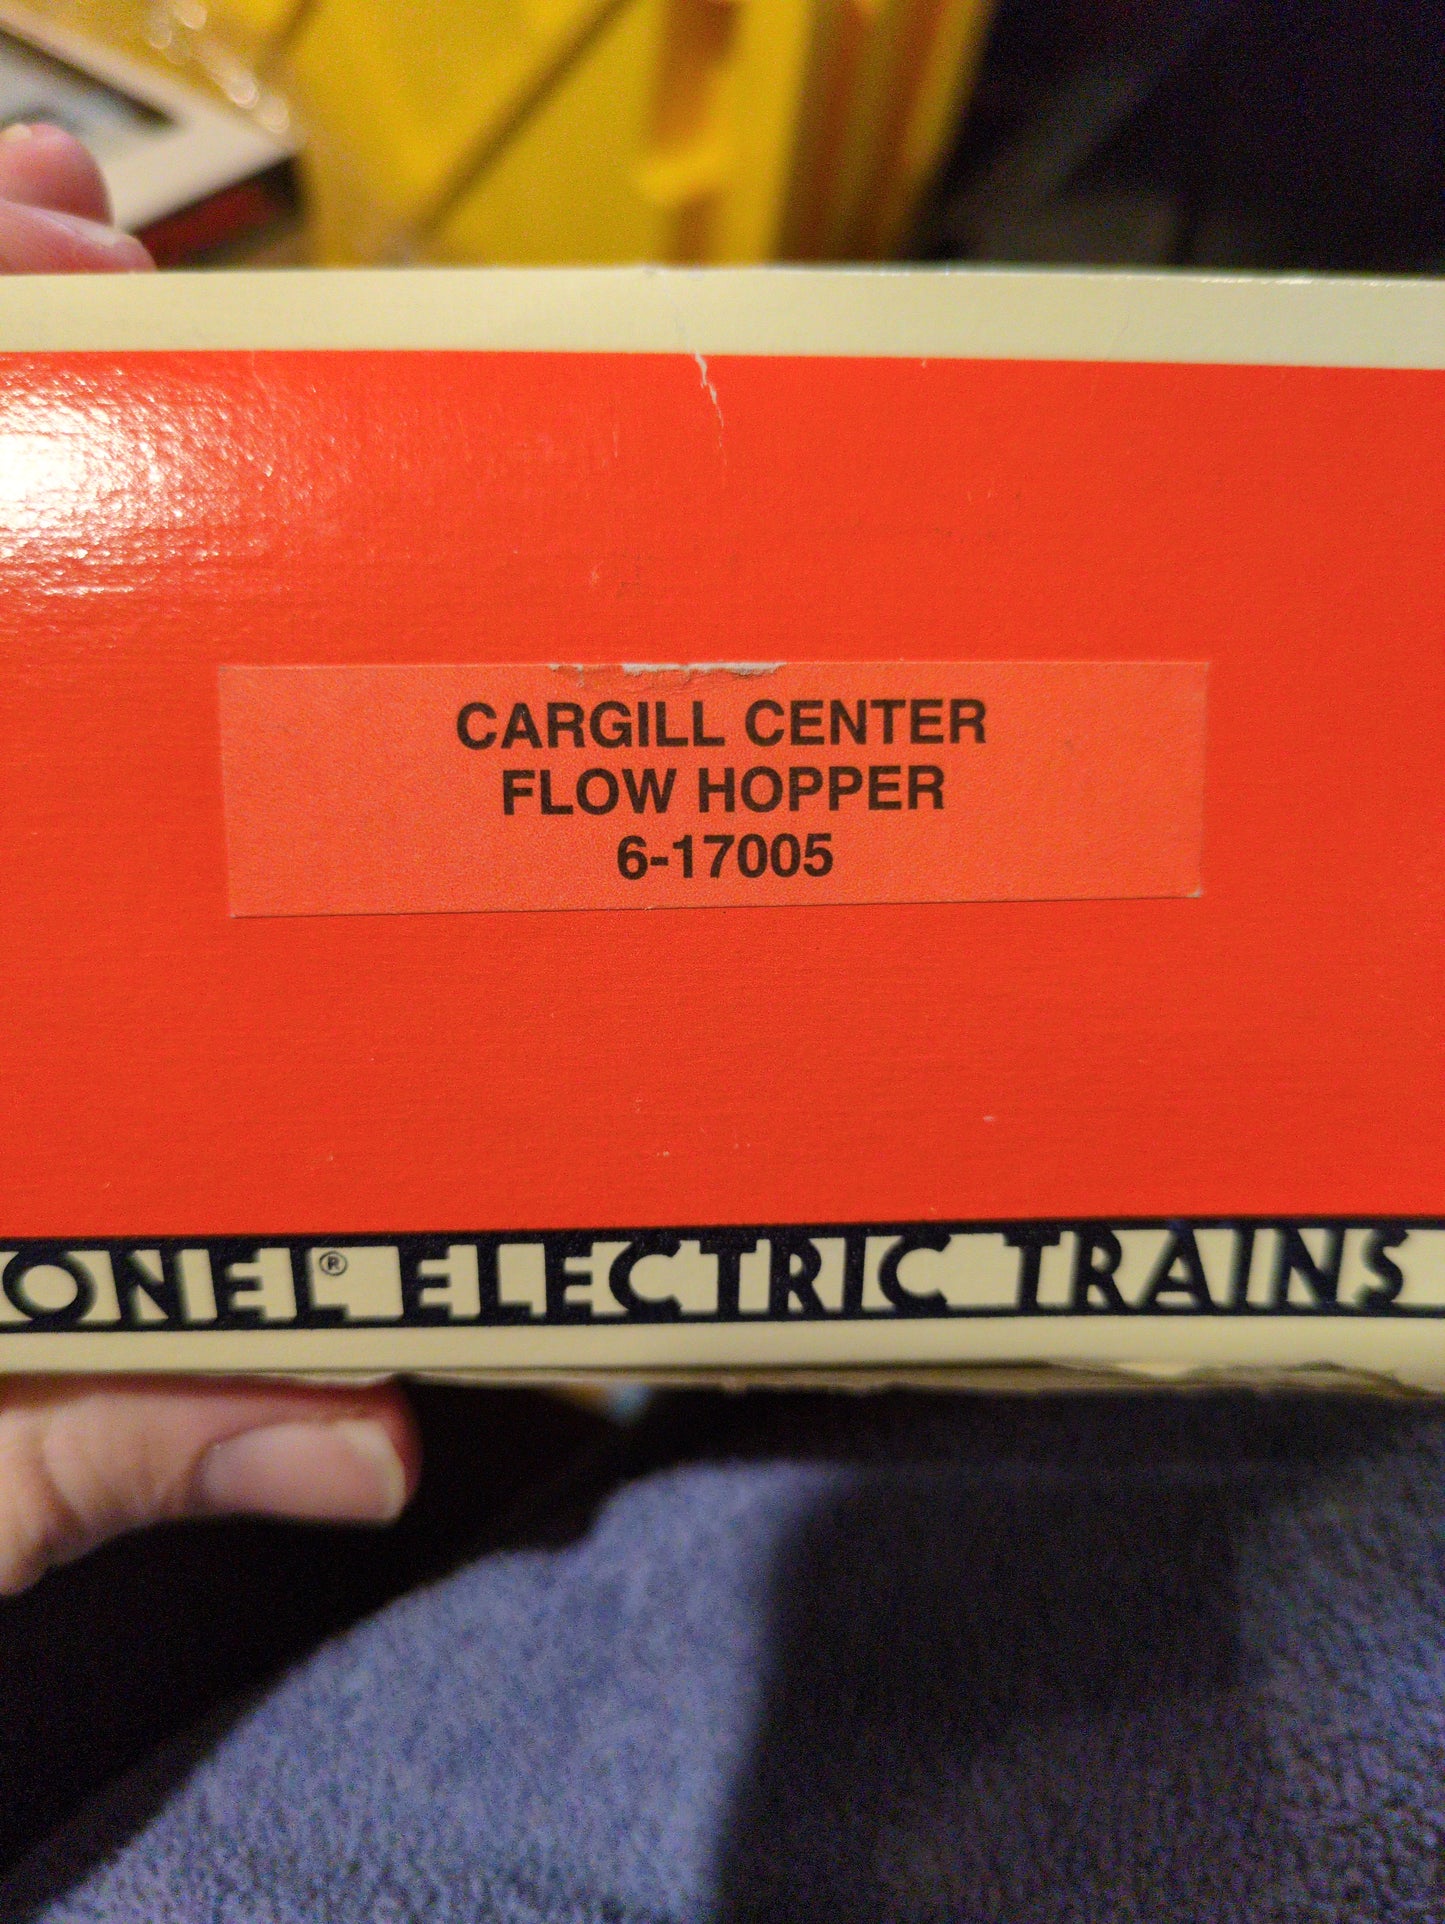 CARGILL CENTER
FLOW HOPPER
6-17005
ONEL® ELECTRIC TRAINS